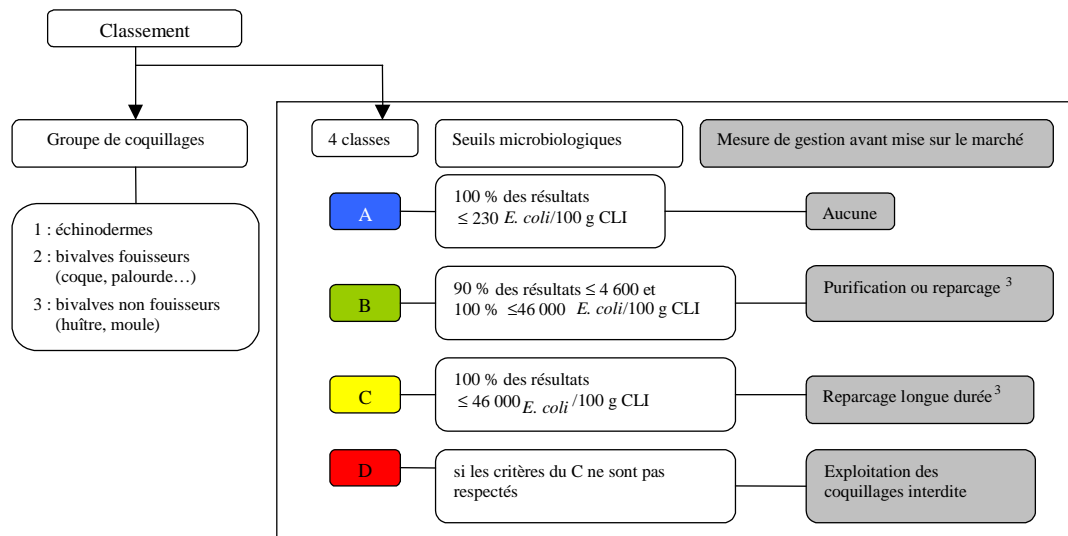 Classement
Groupe de coquillages
1 : échinodermes
2 : bivalves fouisseurs
(coque, palourde…)
3 : bivalves non fouisseurs
(huître, moule)
4 classes
Seuils microbiologiques
Mesure de gestion avant mise sur le marché
A
100 % des résultats
≤ 230 E. coli/100 g CLI
Aucune
B
90 % des résultats ≤ 4 600 et
100 % ≤46 000 E. coli/100 g CLI
Purification ou reparcage 3
C
100 % des résultats
≤ 46 000 E. coli /100 g CLI
Reparcage longue durée 3
D
si les critères du C ne sont pas
respectés
Exploitation des
coquillages interdite